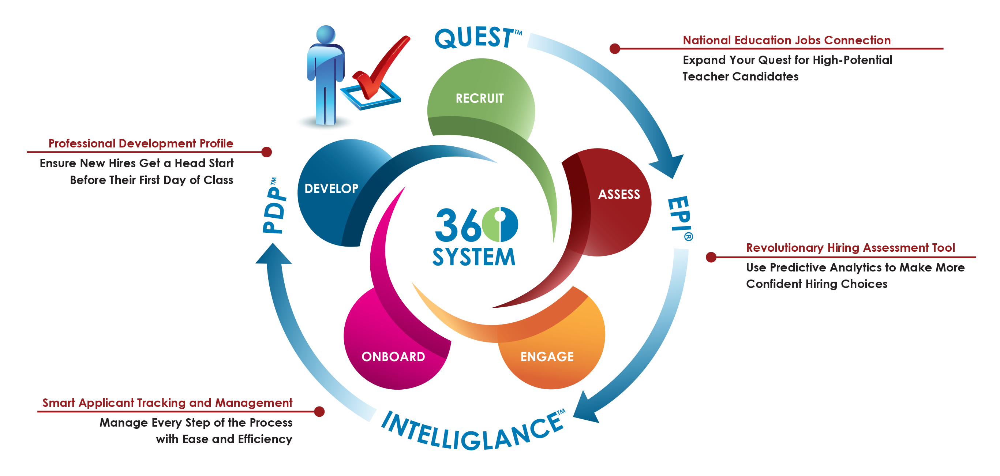 QUEST™
National Education Jobs Connection
Expand Your Quest for High-Potential
Teacher Candidates
RECRUIT
Professional Development Profile
Ensure New Hires Get a Head Start
Before Their First Day of Class
PDP™
DEVELOP
ASSESS
EPI®
360
SYSTEM
Revolutionary Hiring Assessment Tool
Use Predictive Analytics to Make More
Confident Hiring Choices
ONBOARD
ENGAGE
Smart Applicant Tracking and Management
Manage Every Step of the Process
with Ease and Efficiency
INTELLIGLANCE™